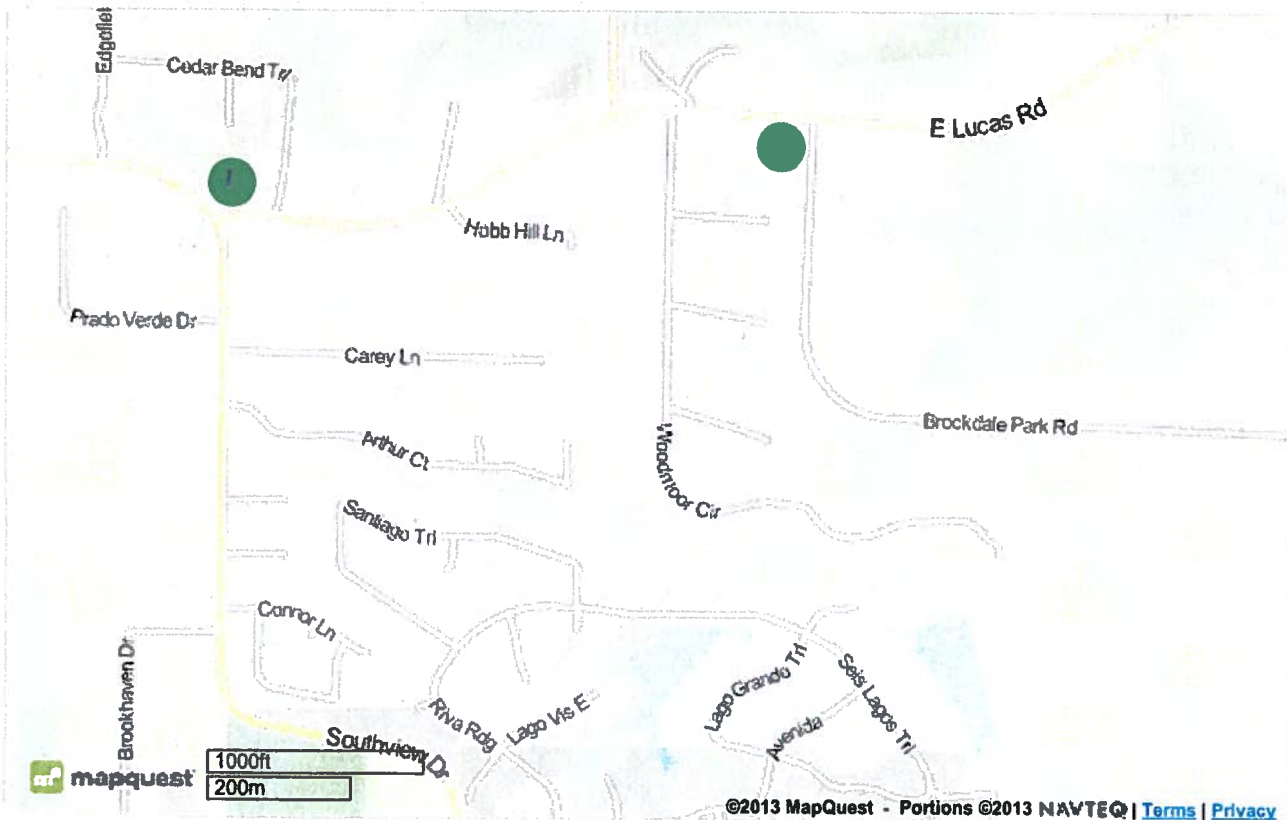 Edgefiel
Cedar Bend Trl
E Lucas Rd
Hobb Hill Ln
Prado Verde Dr
Carey Ln
Arthur Ct
Brockdale Park Rd
Woodmoor Cir
Santiago Trl
Connor Ln
Brookhaven Dr
Riva Rdg
Lago Vis E
Lago Grande Trl
Seis Lagos Trl
Avenida
Southview Dr
mapquest
1000ft
200m
©2013 MapQuest - Portions ©2013 NAVTEQ | Terms | Privacy